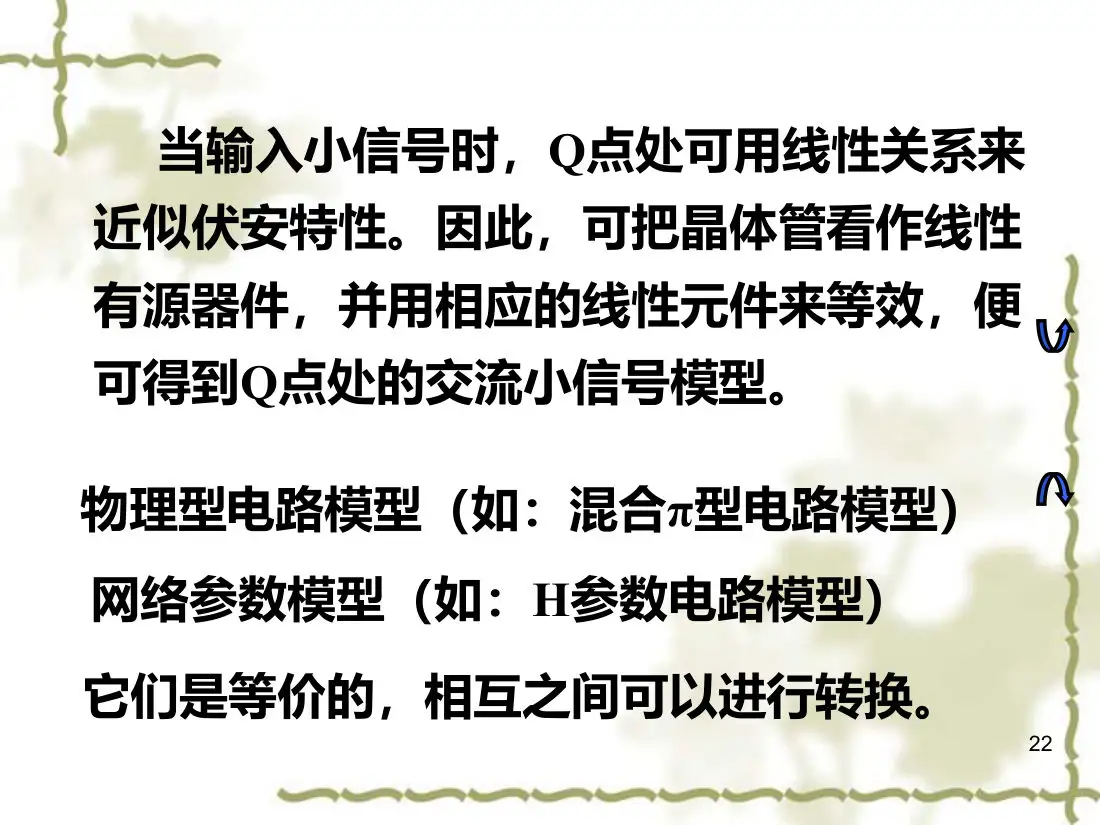 当输入小信号时，Q点处可用线性关系来
近似伏安特性。因此，可把晶体管看作线性
有源器件，并用相应的线性元件来等效，便
可得到Q点处的交流小信号模型。
物理型电路模型（如：混合π型电路模型）
网络参数模型（如：H参数电路模型）
它们是等价的，相互之间可以进行转换。
22